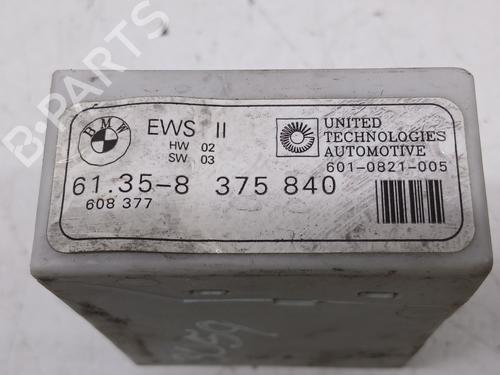 B-PARTS
BMW
EWS II
HW 02
SW 03
UNITED
TECHNOLOGIES
AUTOMOTIVE
601-0821-005
61.35-8 375 840
608 377